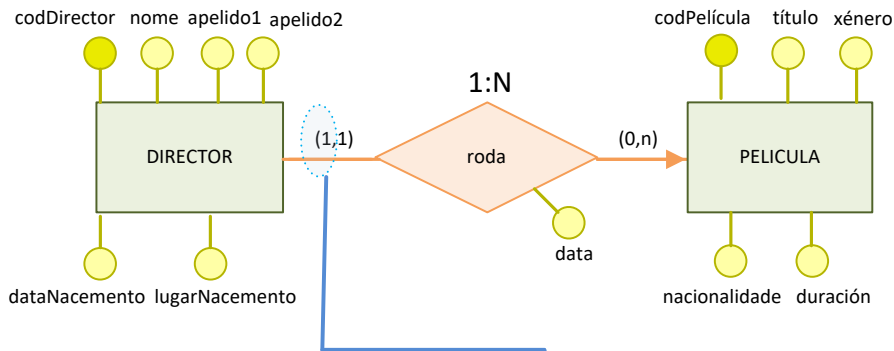 codDirector nome apelido1 apelido2
codPelícula título xénero
1:N
(1,1) (0,n)
DIRECTOR roda PELICULA
data
dataNacemento lugarNacemento
nacionalidade duración